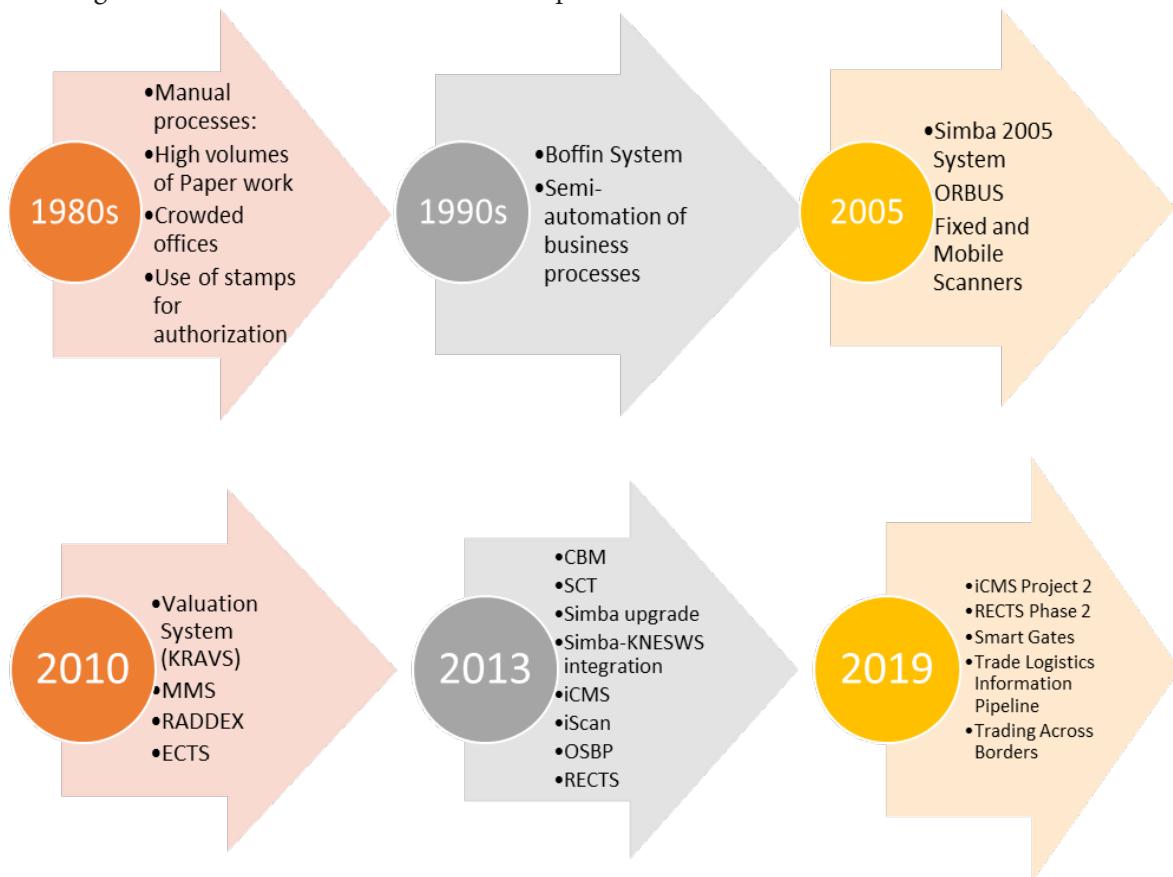 1980s
•Manual
processes:
•High volumes
of Paper work
•Crowded
offices
•Use of stamps
for
authorization
1990s
•Boffin System
•Semi-
automation of
business
processes
2005
•Simba 2005
System
ORBUS
Fixed and
Mobile
Scanners
2010
•Valuation
System
(KRAVS)
•MMS
•RADDEX
•ECTS
2013
•CBM
•SCT
•Simba upgrade
•Simba-KNESWS
integration
•iCMS
•iScan
•OSBP
•RECTS
2019
•iCMS Project 2
•RECTS Phase 2
•Smart Gates
•Trade Logistics
Information
Pipeline
•Trading Across
Borders